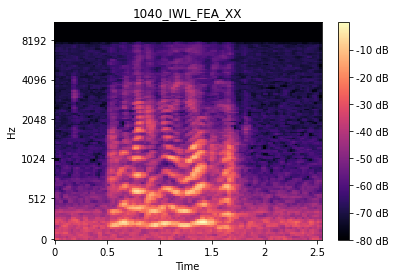 1040_IWL_FEA_XX
8192
4096
2048
1024
512
0
Hz
0
0.5
1
1.5
2
2.5
Time
-10 dB
-20 dB
-30 dB
-40 dB
-50 dB
-60 dB
-70 dB
-80 dB